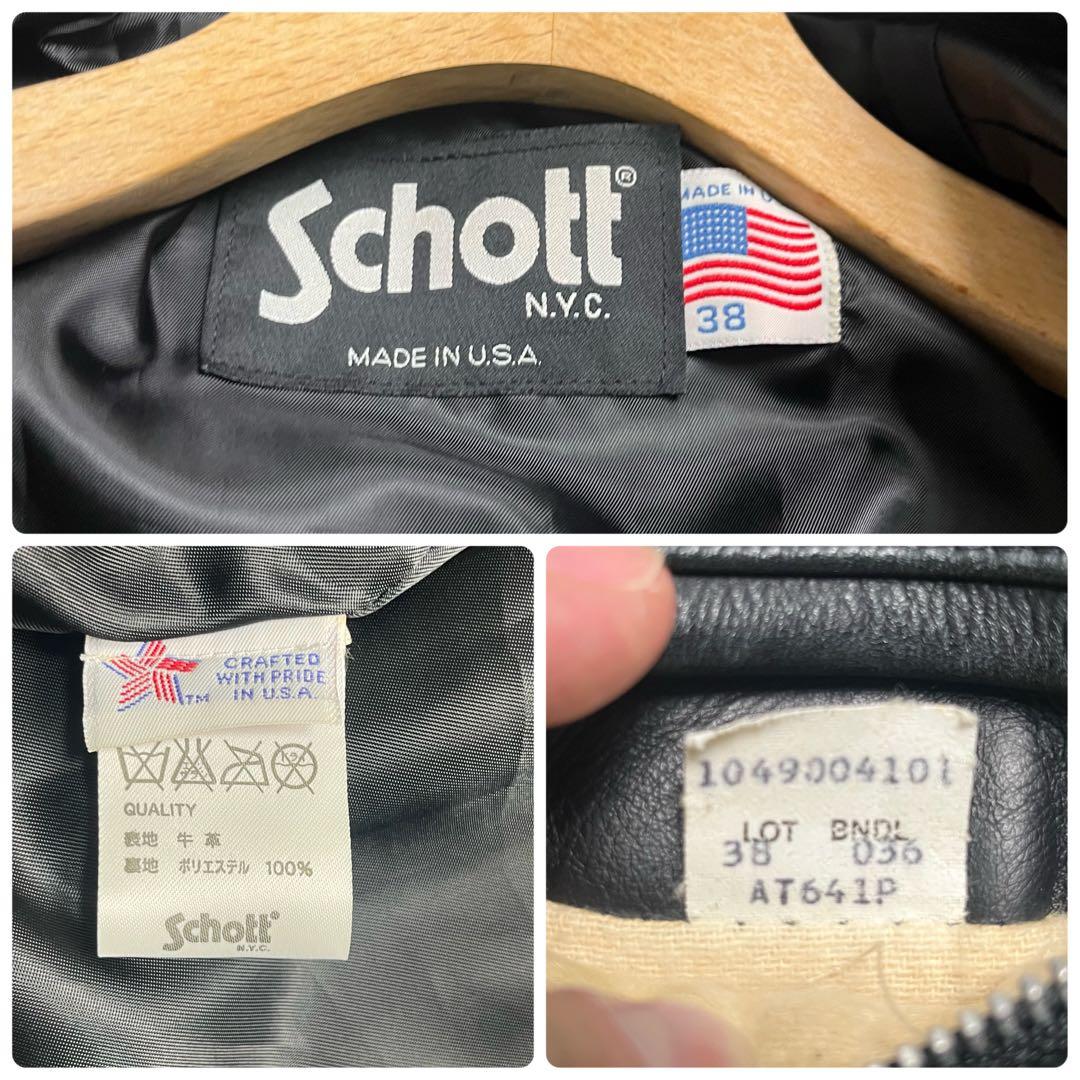 Schott®
N.Y.C.
MADE IN U.S.A.
MADE IN U
38
CRAFTED
WITH PRIDE
IN U.S.A.
TM
QUALITY
表地 牛 革
裏地 ポリエステル 100%
Schott
N.Y.C.
1049004101
LOT BNDL
38 036
AT641P